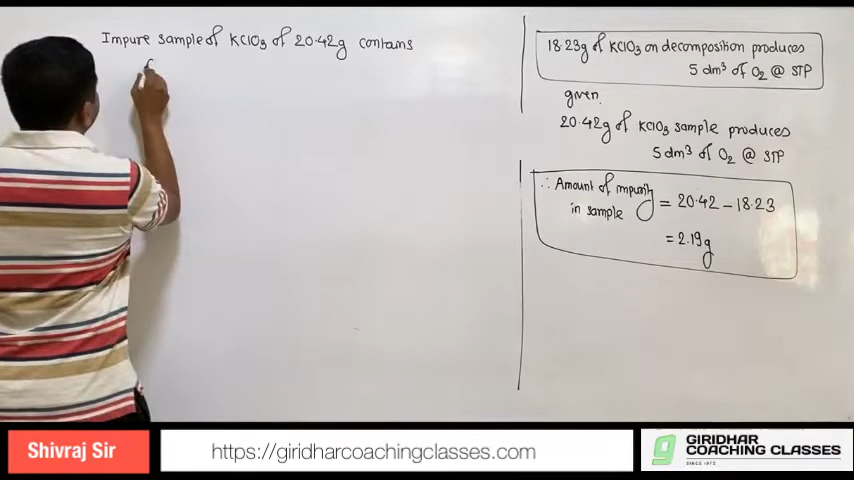 Impure sample of KClO3 of 20.42g contains
18.23g of KClO3 on decomposition produces
5 dm³ of O2 @ STP
given.
20.42g of KClO3 sample produces
5 dm³ of O2 @ STP
∴ Amount of impurity in sample = 20.42 - 18.23
= 2.19g
Shivraj Sir
https://giridharcoachingclasses.com
GIRIDHAR
COACHING CLASSES
SINCE 1972